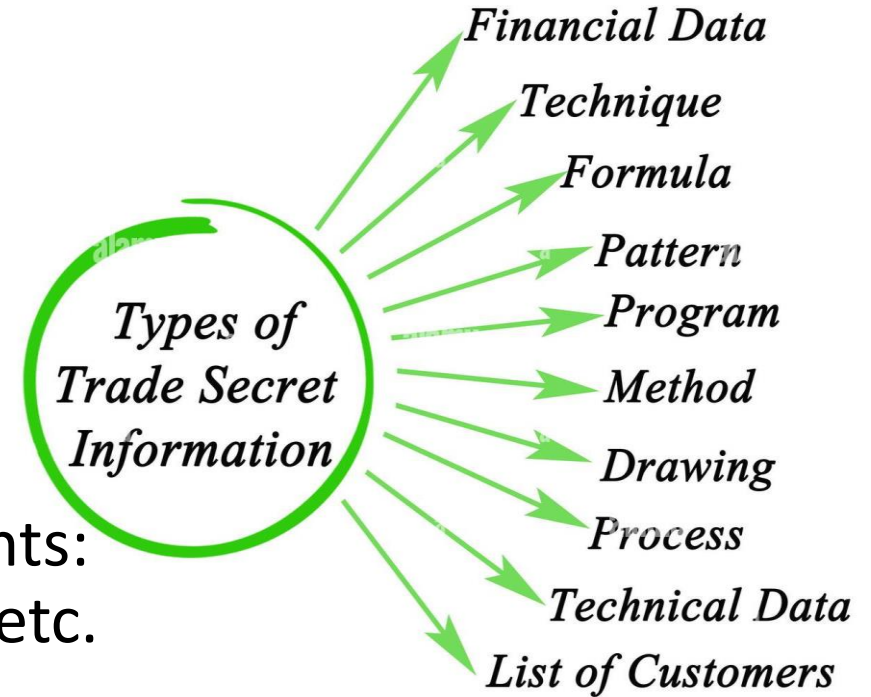 Financial Data
Technique
Formula
Pattern
Program
Method
Drawing
Process
Technical Data
List of Customers
Types of
Trade Secret
Information
etc.